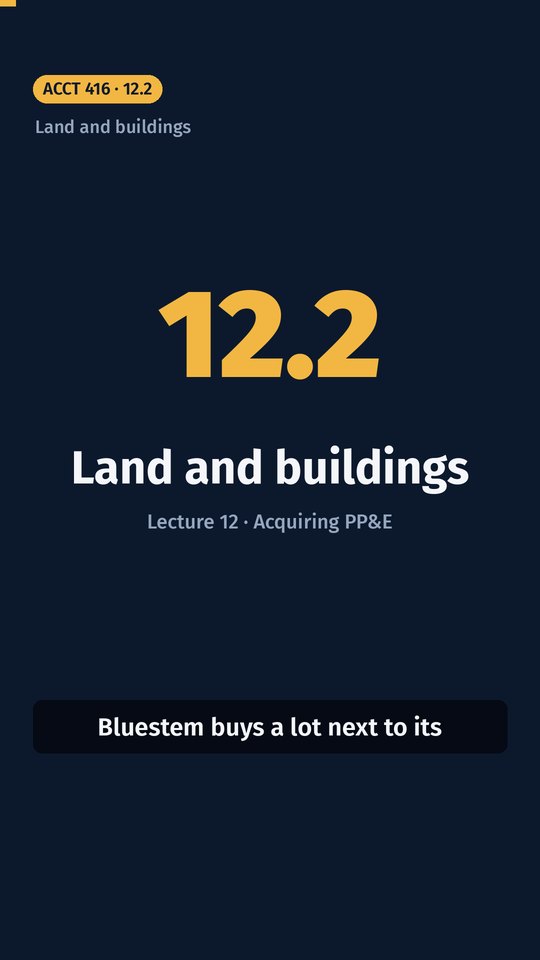 ACCT 416 · 12.2
Land and buildings
12.2
Land and buildings
Lecture 12 · Acquiring PP&E
Bluestem buys a lot next to its